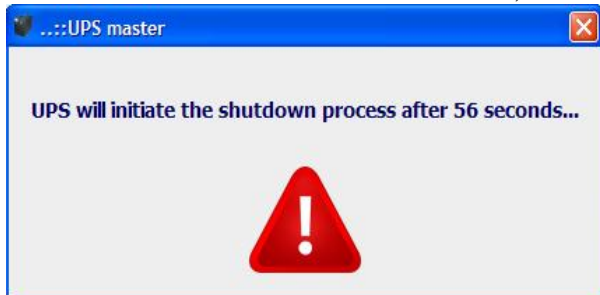 ..::UPS master
UPS will initiate the shutdown process after 56 seconds...